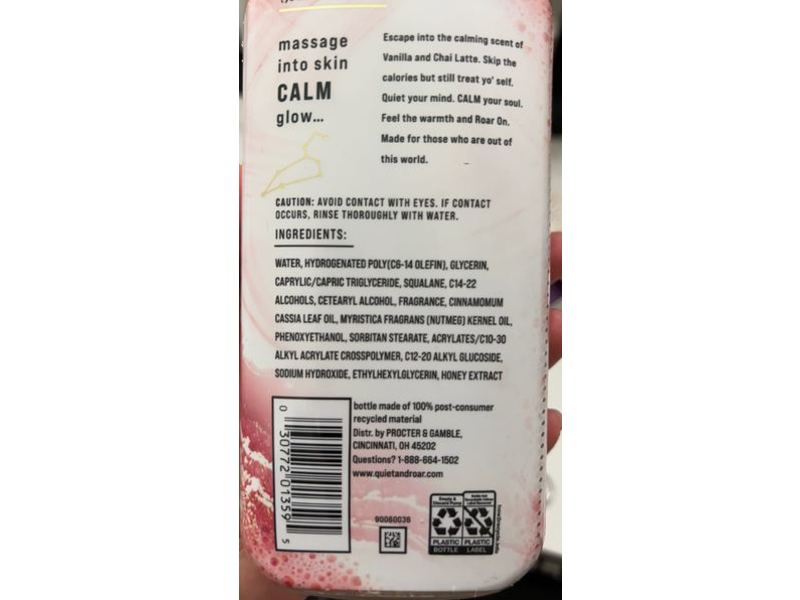 massage
into skin
CALM
glow...
Escape into the calming scent of
Vanilla and Chai Latte. Skip the
calories but still treat yo' self.
Quiet your mind. CALM your soul.
Feel the warmth and Roar On.
Made for those who are out of
this world.
CAUTION: AVOID CONTACT WITH EYES. IF CONTACT
OCCURS, RINSE THOROUGHLY WITH WATER.
INGREDIENTS:
WATER, HYDROGENATED POLY(C6-14 OLEFIN), GLYCERIN,
CAPRYLIC/CAPRIC TRIGLYCERIDE, SQUALANE, C14-22
ALCOHOLS, CETEARYL ALCOHOL, FRAGRANCE, CINNAMOMUM
CASSIA LEAF OIL, MYRISTICA FRAGRANS (NUTMEG) KERNEL OIL,
PHENOXYETHANOL, SORBITAN STEARATE, ACRYLATES/C10-30
ALKYL ACRYLATE CROSSPOLYMER, C12-20 ALKYL GLUCOSIDE,
SODIUM HYDROXIDE, ETHYLHEXYLGLYCERIN, HONEY EXTRACT
0 30772 01359 5
bottle made of 100% post-consumer
recycled material
Distr. by PROCTER & GAMBLE,
CINCINNATI, OH 45202
Questions? 1-888-664-1502
www.quietandroar.com
90060036
Empty &
Discard Pump
PLASTIC
BOTTLE
PLASTIC
LABEL